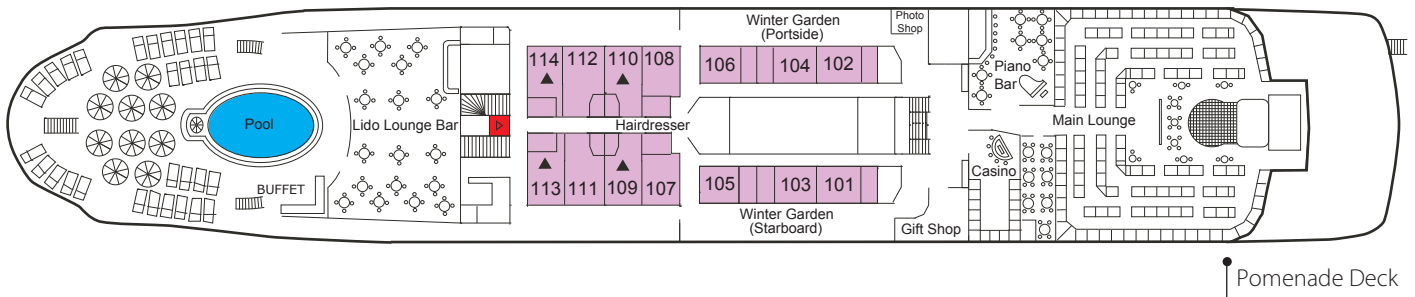 Winter Garden
(Portside)
Photo
Shop
114 112 110 108
106 104 102
Piano
Bar
Pool
Lido Lounge Bar
Hairdresser
Main Lounge
BUFFET
113 111 109 107
105 103 101
Casino
Winter Garden
(Starboard)
Gift Shop
Pomenade Deck